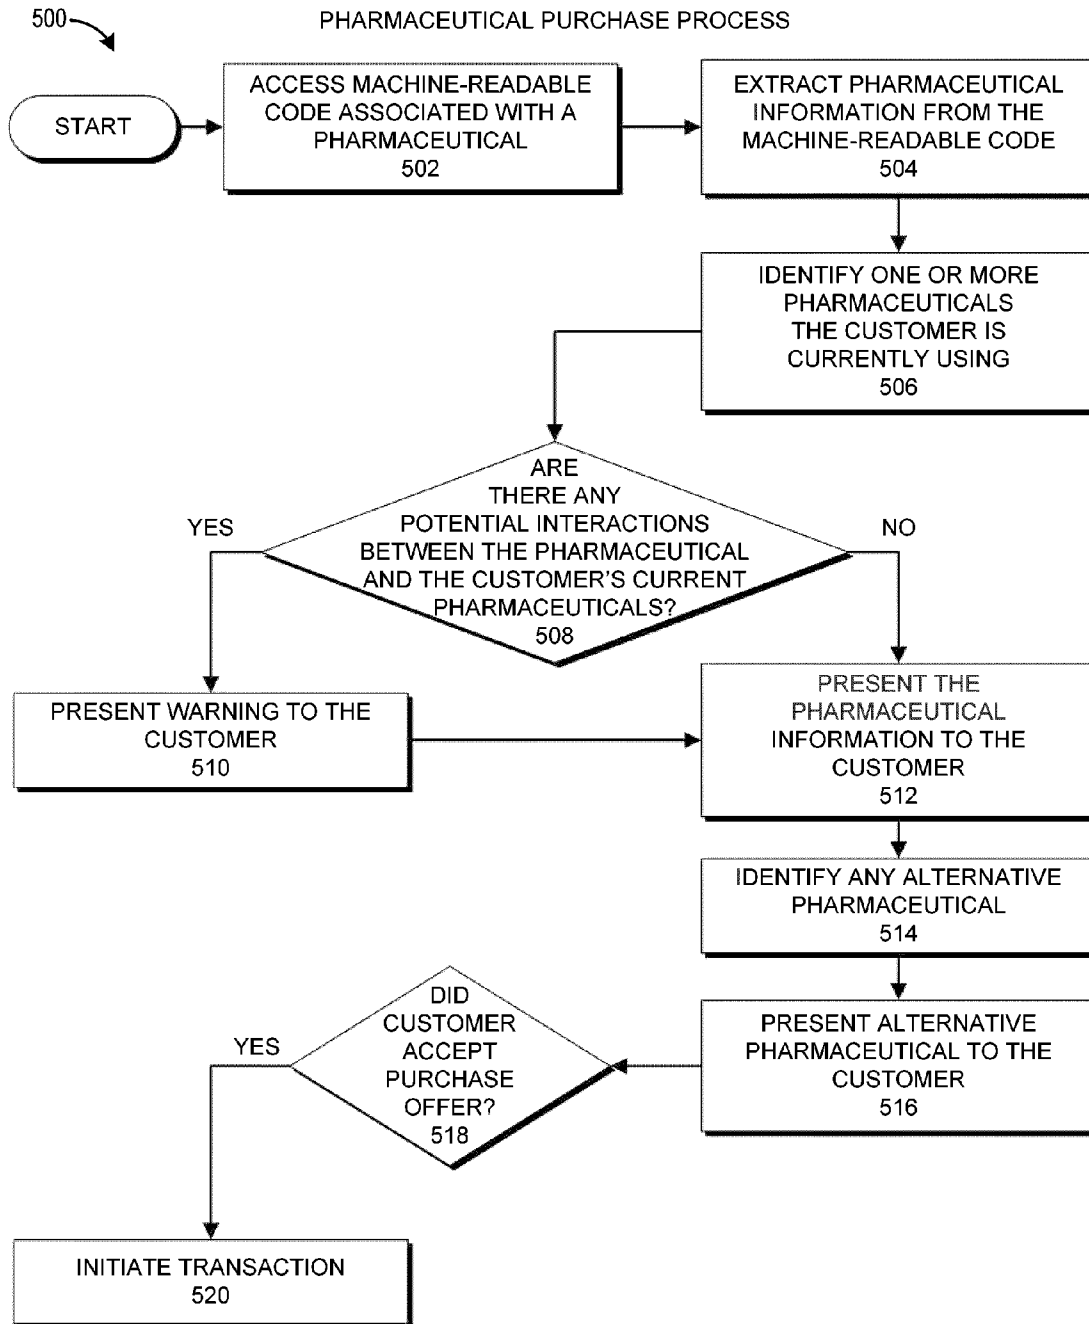 500
PHARMACEUTICAL PURCHASE PROCESS
START
ACCESS MACHINE-READABLE
CODE ASSOCIATED WITH A
PHARMACEUTICAL
502
EXTRACT PHARMACEUTICAL
INFORMATION FROM THE
MACHINE-READABLE CODE
504
IDENTIFY ONE OR MORE
PHARMACEUTICALS
THE CUSTOMER IS
CURRENTLY USING
506
ARE
THERE ANY
POTENTIAL INTERACTIONS
BETWEEN THE PHARMACEUTICAL
AND THE CUSTOMER'S CURRENT
PHARMACEUTICALS?
508
YES
NO
PRESENT WARNING TO THE
CUSTOMER
510
PRESENT THE
PHARMACEUTICAL
INFORMATION TO THE
CUSTOMER
512
IDENTIFY ANY ALTERNATIVE
PHARMACEUTICAL
514
PRESENT ALTERNATIVE
PHARMACEUTICAL TO THE
CUSTOMER
516
DID
CUSTOMER
ACCEPT
PURCHASE
OFFER?
518
YES
INITIATE TRANSACTION
520